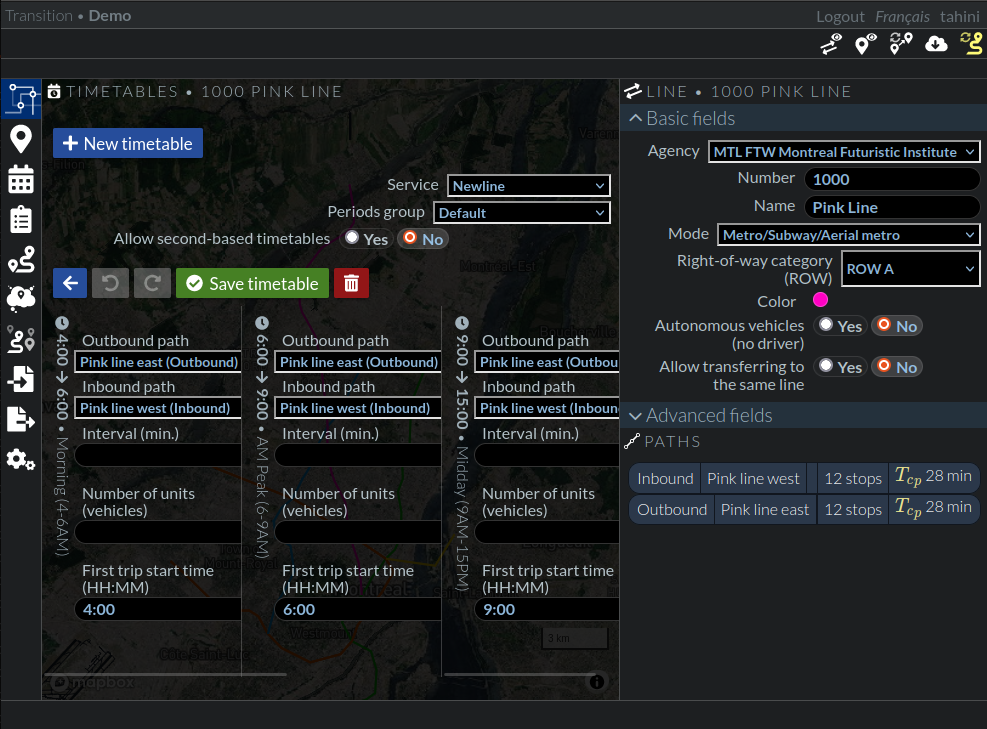 Transition • Demo
Logout Français tahini
TIMETABLES • 1000 PINK LINE
New timetable
Service Newline
Periods group Default
Allow second-based timetables Yes No
Save timetable
4:00 → 6:00 • Morning (4-6AM)
Outbound path
Pink line east (Outbound)
Inbound path
Pink line west (Inbound)
Interval (min.)
Number of units
(vehicles)
First trip start time
(HH:MM)
4:00
6:00 → 9:00 • AM Peak (6-9AM)
Outbound path
Pink line east (Outbound)
Inbound path
Pink line west (Inbound)
Interval (min.)
Number of units
(vehicles)
First trip start time
(HH:MM)
6:00
9:00 → 15:00 • Midday (9AM-15PM)
Outbound path
Pink line east (Outbou
Inbound path
Pink line west (Inboun
Interval (min.)
Number of units
(vehicles)
First trip start time
(HH:MM)
9:00
Montréal-Est
Boucherville
Westmount
Côte-Saint-Luc
3 km
mapbox
LINE • 1000 PINK LINE
Basic fields
Agency MTL FTW Montreal Futuristic Institute
Number 1000
Name Pink Line
Mode Metro/Subway/Aerial metro
Right-of-way category
(ROW) ROW A
Color
Autonomous vehicles
(no driver) Yes No
Allow transferring to
the same line Yes No
Advanced fields
PATHS
Inbound Pink line west 12 stops Tcp 28 min
Outbound Pink line east 12 stops Tcp 28 min